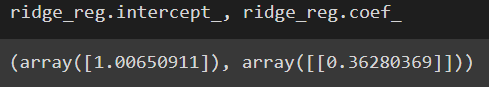 ridge_reg.intercept_, ridge_reg.coef_
(array([1.00650911]), array([[0.36280369]]))